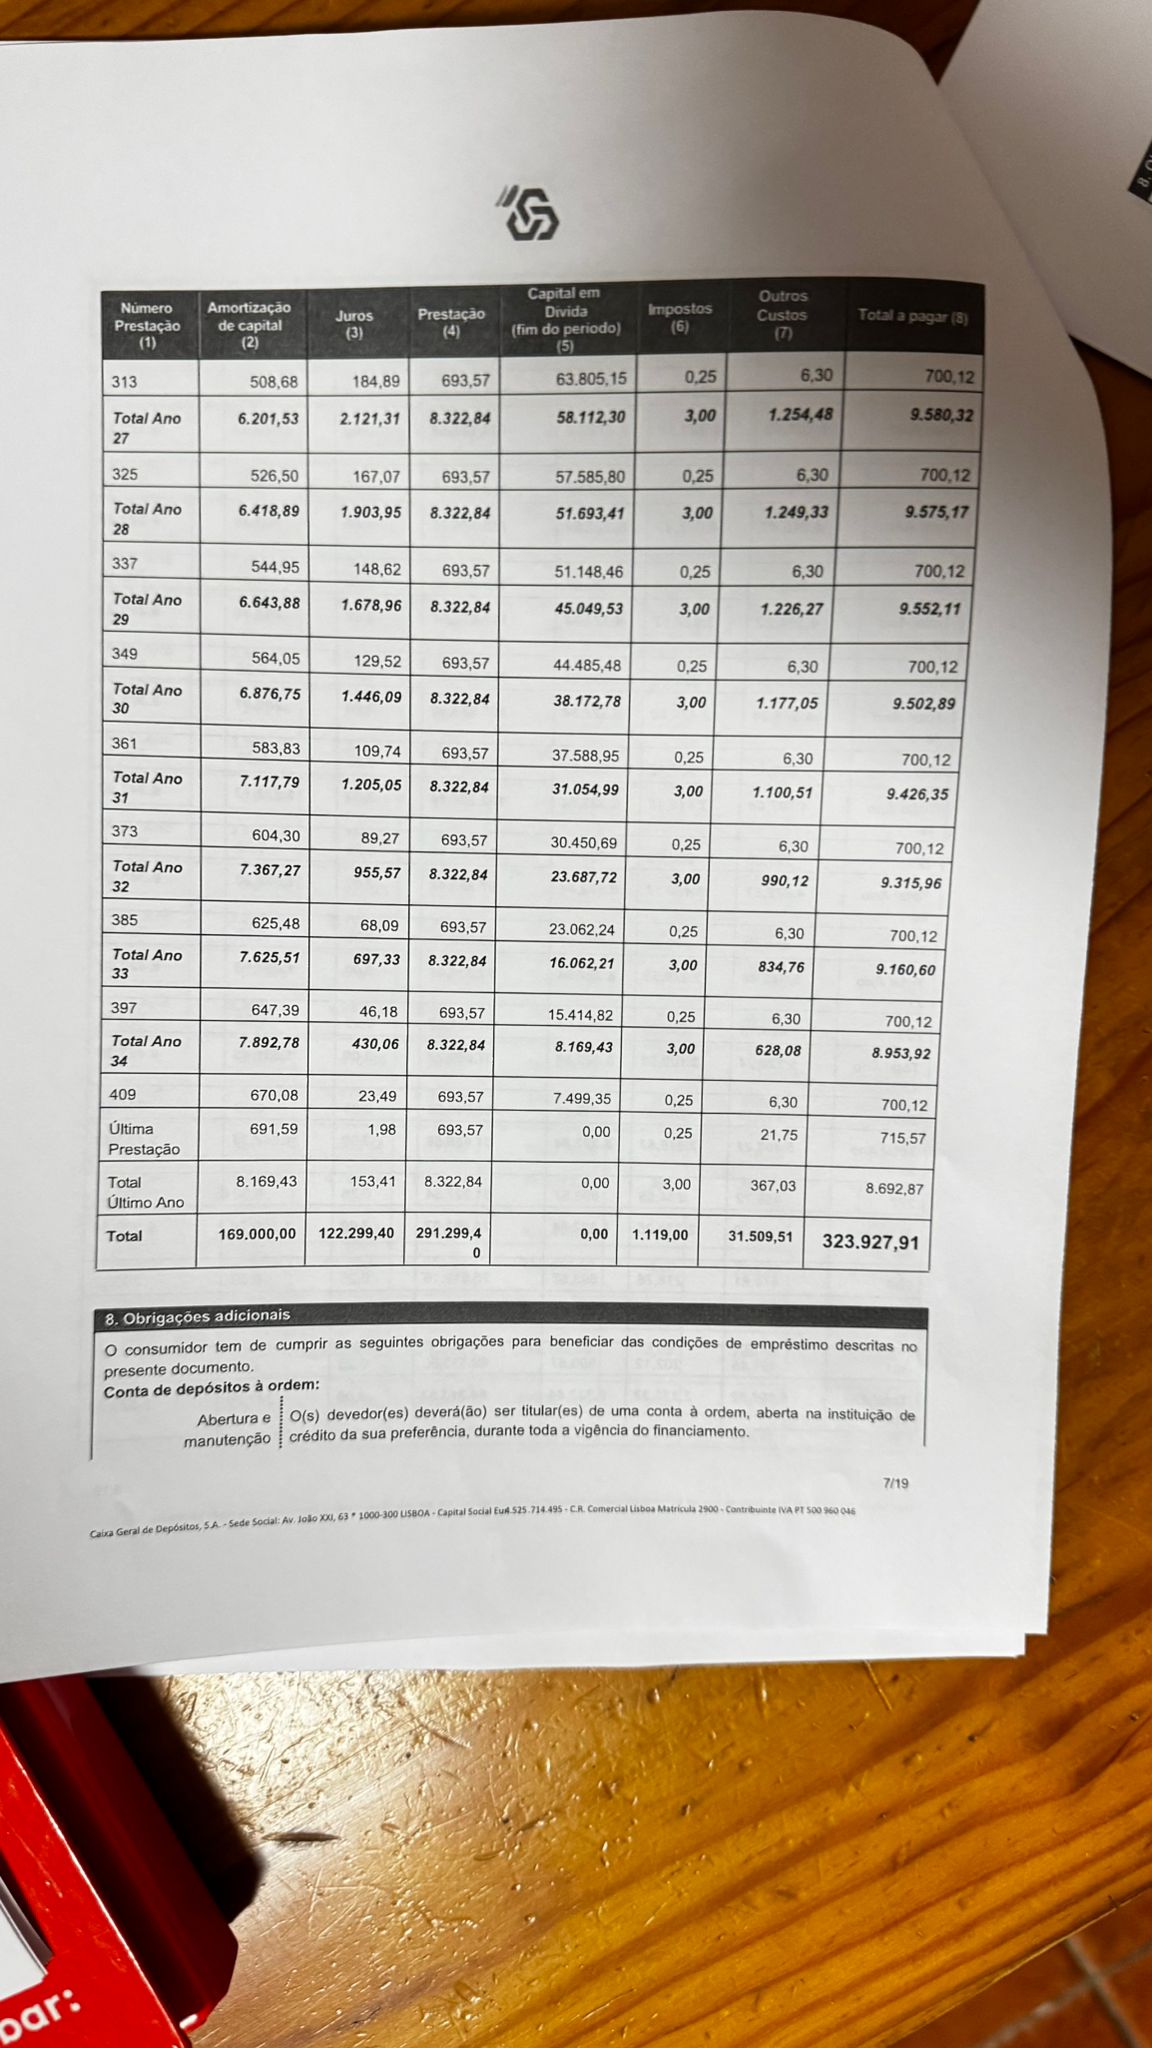 Número Prestação (1) Amortização de capital (2) Juros (3) Prestação (4) Capital em Divida (fim do periodo) (5) Impostos (6) Outros Custos (7) Total a pagar (8)
313 508,68 184,89 693,57 63.805,15 0,25 6,30 700,12
Total Ano 27 6.201,53 2.121,31 8.322,84 58.112,30 3,00 1.254,48 9.580,32
325 526,50 167,07 693,57 57.585,80 0,25 6,30 700,12
Total Ano 28 6.418,89 1.903,95 8.322,84 51.693,41 3,00 1.249,33 9.575,17
337 544,95 148,62 693,57 51.148,46 0,25 6,30 700,12
Total Ano 29 6.643,88 1.678,96 8.322,84 45.049,53 3,00 1.226,27 9.552,11
349 564,05 129,52 693,57 44.485,48 0,25 6,30 700,12
Total Ano 30 6.876,75 1.446,09 8.322,84 38.172,78 3,00 1.177,05 9.502,89
361 583,83 109,74 693,57 37.588,95 0,25 6,30 700,12
Total Ano 31 7.117,79 1.205,05 8.322,84 31.054,99 3,00 1.100,51 9.426,35
373 604,30 89,27 693,57 30.450,69 0,25 6,30 700,12
Total Ano 32 7.367,27 955,57 8.322,84 23.687,72 3,00 990,12 9.315,96
385 625,48 68,09 693,57 23.062,24 0,25 6,30 700,12
Total Ano 33 7.625,51 697,33 8.322,84 16.062,21 3,00 834,76 9.160,60
397 647,39 46,18 693,57 15.414,82 0,25 6,30 700,12
Total Ano 34 7.892,78 430,06 8.322,84 8.169,43 3,00 628,08 8.953,92
409 670,08 23,49 693,57 7.499,35 0,25 6,30 700,12
Última Prestação 691,59 1,98 693,57 0,00 0,25 21,75 715,57
Total Último Ano 8.169,43 153,41 8.322,84 0,00 3,00 367,03 8.692,87
Total 169.000,00 122.299,40 291.299,40 0,00 1.119,00 31.509,51 323.927,91
8. Obrigações adicionais
O consumidor tem de cumprir as seguintes obrigações para beneficiar das condições de empréstimo descritas no
presente documento.
Conta de depósitos à ordem:
Abertura e manutenção
O(s) devedor(es) deverá(ão) ser titular(es) de uma conta à ordem, aberta na instituição de
crédito da sua preferência, durante toda a vigência do financiamento.
7/19
Caixa Geral de Depósitos, S.A. - Sede Social: Av. João XXI, 63 * 1000-300 LISBOA - Capital Social Eur4.525.714.495 - C.R. Comercial Lisboa Matrícula 2900 - Contribuinte IVA PT 500 960 046
bar: